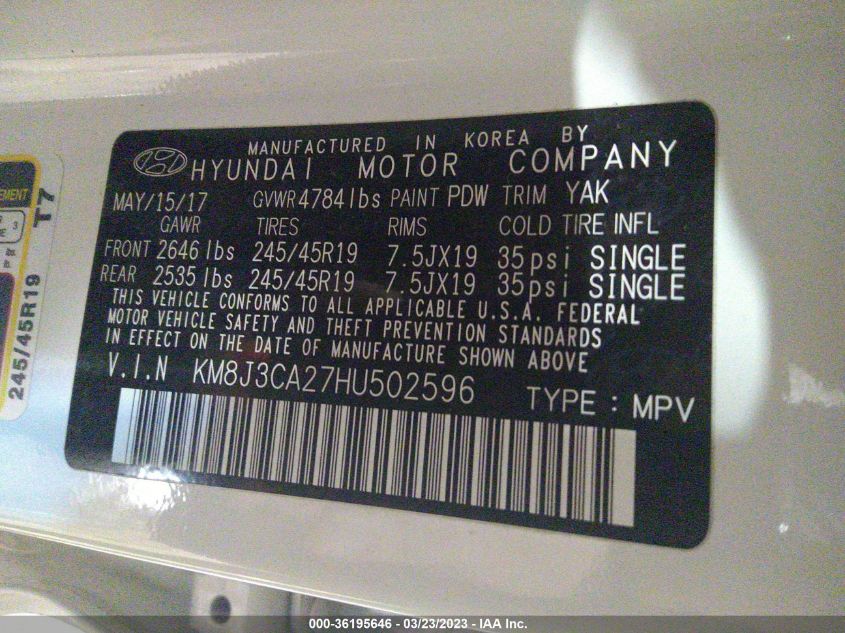 MANUFACTURED IN KOREA BY
HYUNDAI MOTOR COMPANY
MAY/15/17 GVWR 4784 lbs PAINT PDW TRIM YAK
GAWR TIRES RIMS COLD TIRE INFL
FRONT 2646 lbs 245/45R19 7.5JX19 35psi SINGLE
REAR 2535 lbs 245/45R19 7.5JX19 35psi SINGLE
THIS VEHICLE CONFORMS TO ALL APPLICABLE U.S.A. FEDERAL
MOTOR VEHICLE SAFETY AND THEFT PREVENTION STANDARDS
IN EFFECT ON THE DATE OF MANUFACTURE SHOWN ABOVE
V.I.N KM8J3CA27HU502596 TYPE : MPV
245/45R19 T7
3
000-36195646 - 03/23/2023 - IAA Inc.